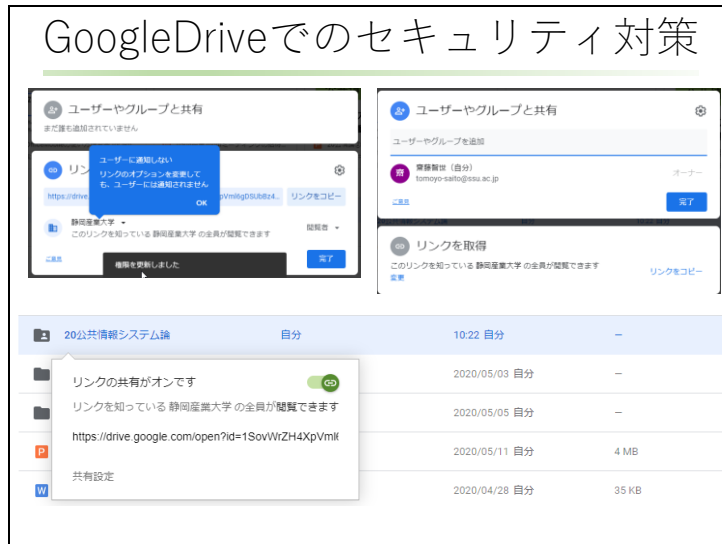 GoogleDriveでのセキュリティ対策
ユーザーやグループと共有
まだ誰も追加されていません
リン
ユーザーに通知しない
リンクのオプションを変更して
も、ユーザーには通知されません
OK
https://drive.
pVml6gDSUbBz4...
リンクをコピー
静岡産業大学
このリンクを知っている 静岡産業大学 の全員が閲覧できます
閲覧者
権限を更新しました
完了
ユーザーやグループと共有
ユーザーやグループを追加
齋藤智世（自分）
tomoyo-saito@ssu.ac.jp
オーナー
完了
リンクを取得
このリンクを知っている 静岡産業大学 の全員が閲覧できます
変更
リンクをコピー
20公共情報システム論 自分 10:22 自分 –
リンクの共有がオンです
リンクを知っている 静岡産業大学 の全員が閲覧できます
https://drive.google.com/open?id=1SovWrZH4XpVml6
共有設定
2020/05/03 自分 –
2020/05/05 自分 –
P 2020/05/11 自分 4 MB
W 2020/04/28 自分 35 KB